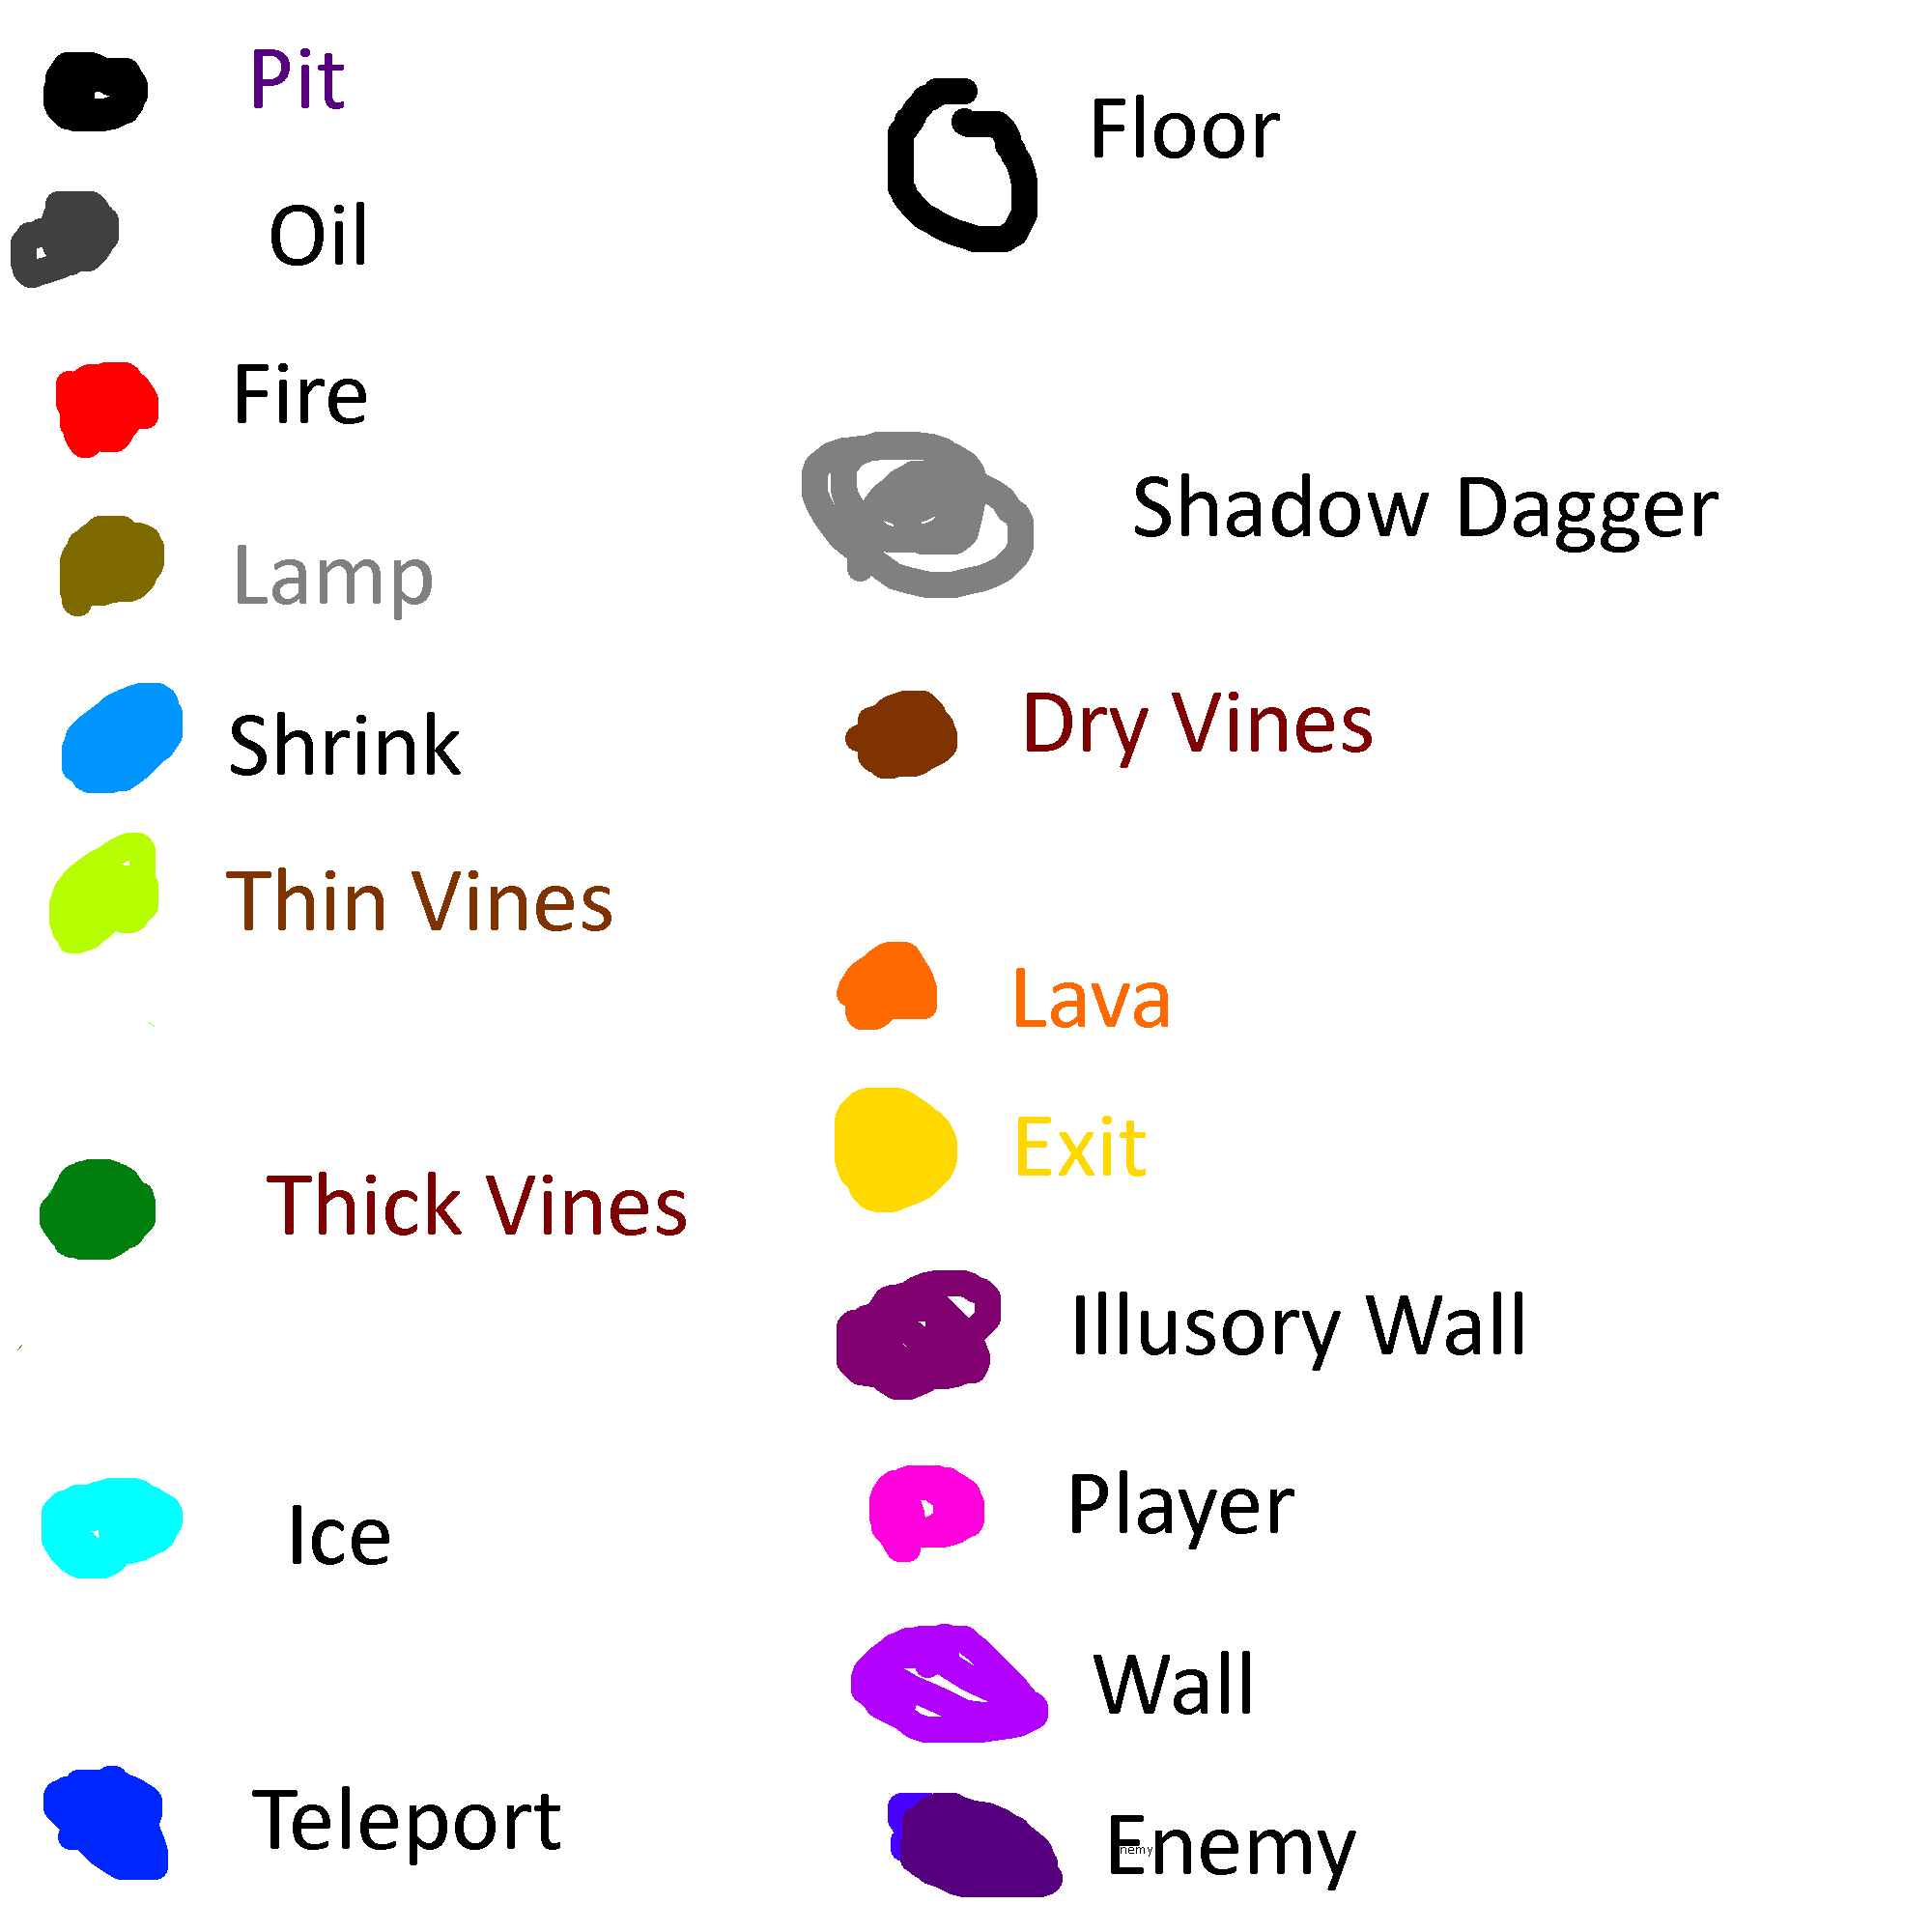 Pit
Oil
Fire
Lamp
Shrink
Thin Vines
Thick Vines
Ice
Teleport
Floor
Shadow Dagger
Dry Vines
Lava
Exit
Illusory Wall
Player
Wall
Enemy
nemy